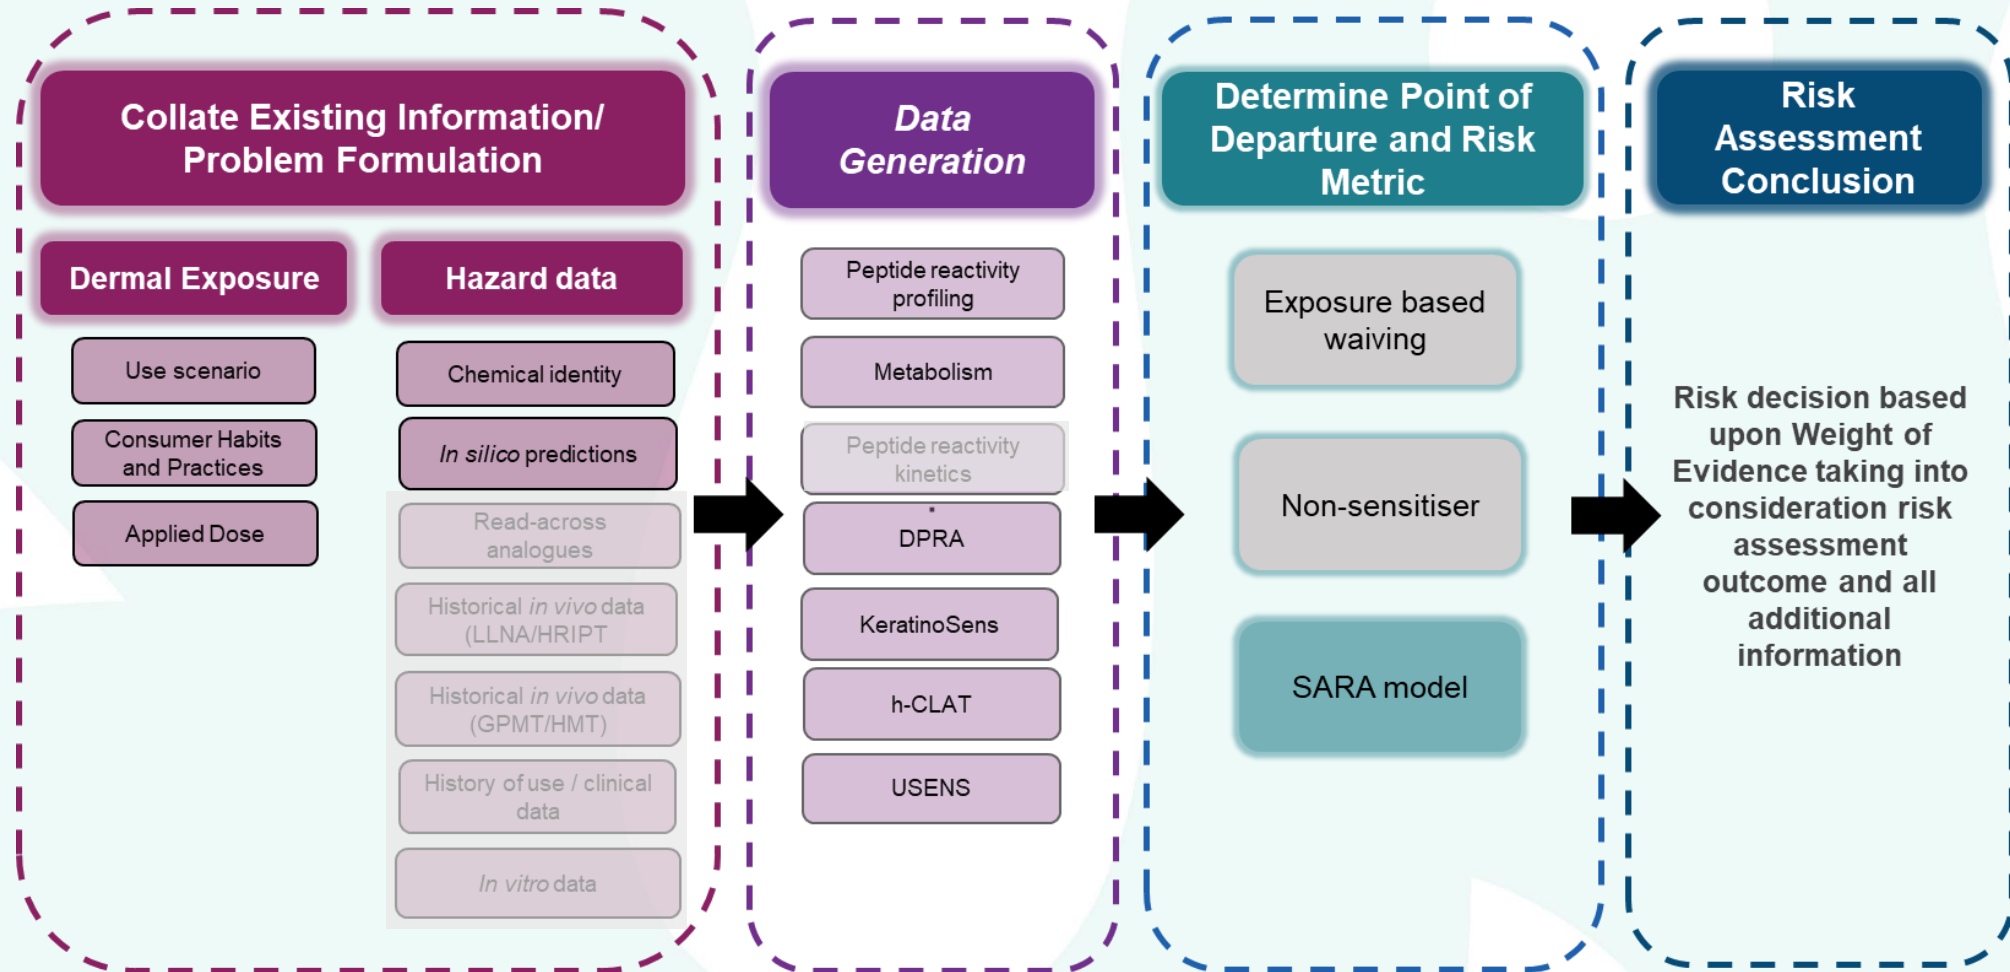 Collate Existing Information/
Problem Formulation
Dermal Exposure
Use scenario
Consumer Habits
and Practices
Applied Dose
Hazard data
Chemical identity
In silico predictions
Read-across
analogues
Historical in vivo data
(LLNA/HRIPT
Historical in vivo data
(GPMT/HMT)
History of use / clinical
data
In vitro data
Data
Generation
Peptide reactivity
profiling
Metabolism
Peptide reactivity
kinetics
DPRA
KeratinoSens
h-CLAT
USENS
Determine Point of
Departure and Risk
Metric
Exposure based
waiving
Non-sensitiser
SARA model
Risk
Assessment
Conclusion
Risk decision based
upon Weight of
Evidence taking into
consideration risk
assessment
outcome and all
additional
information